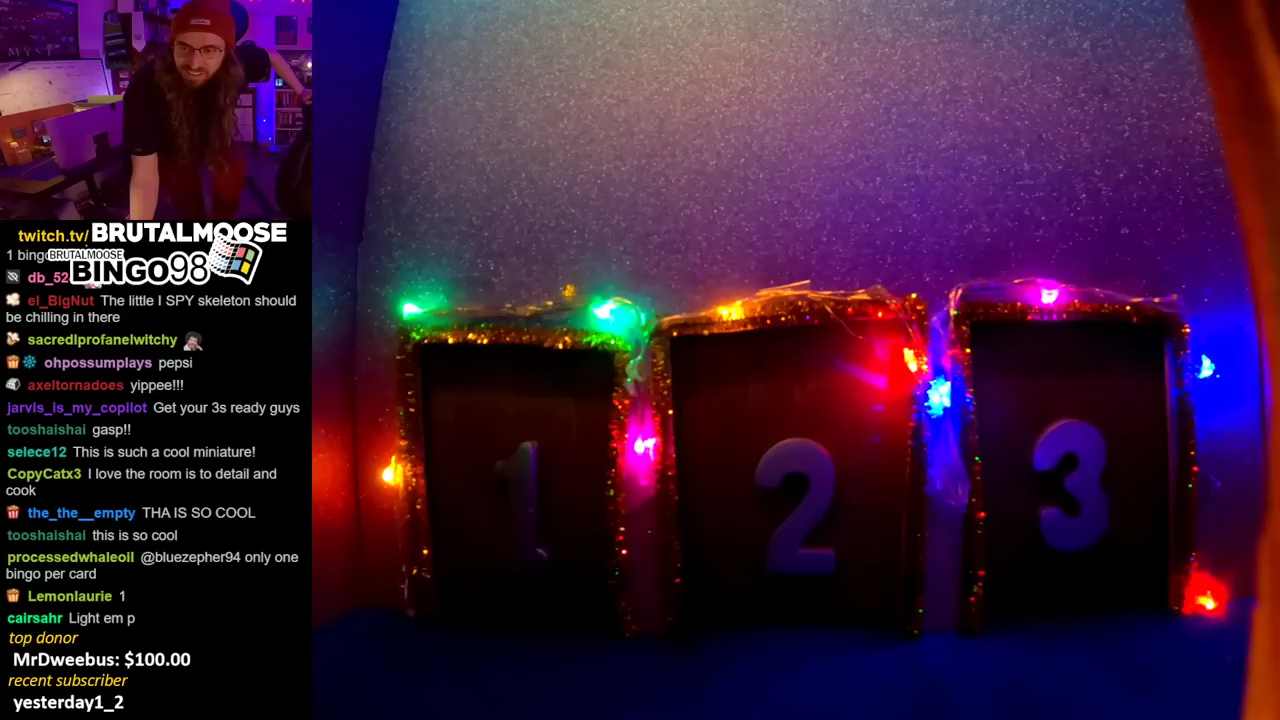 MYST
twitch.tv/BRUTALMOOSE
1 bingo
BRUTALMOOSE
BINGO98
db_52
el_BigNut The little I SPY skeleton should
be chilling in there
sacredlprofanelwitchy
ohpossumplays pepsi
axeltornadoes yippee!!!
jarvis_is_my_copilot Get your 3s ready guys
tooshaishai gasp!!
selece12 This is such a cool miniature!
CopyCatx3 I love the room is to detail and
cook
the_the__empty THA IS SO COOL
tooshaishai this is so cool
processedwhaleoil @bluezepher94 only one
bingo per card
Lemonlaurie 1
cairsahr Light em p
top donor
MrDweebus: $100.00
recent subscriber
yesterday1_2
1 2 3